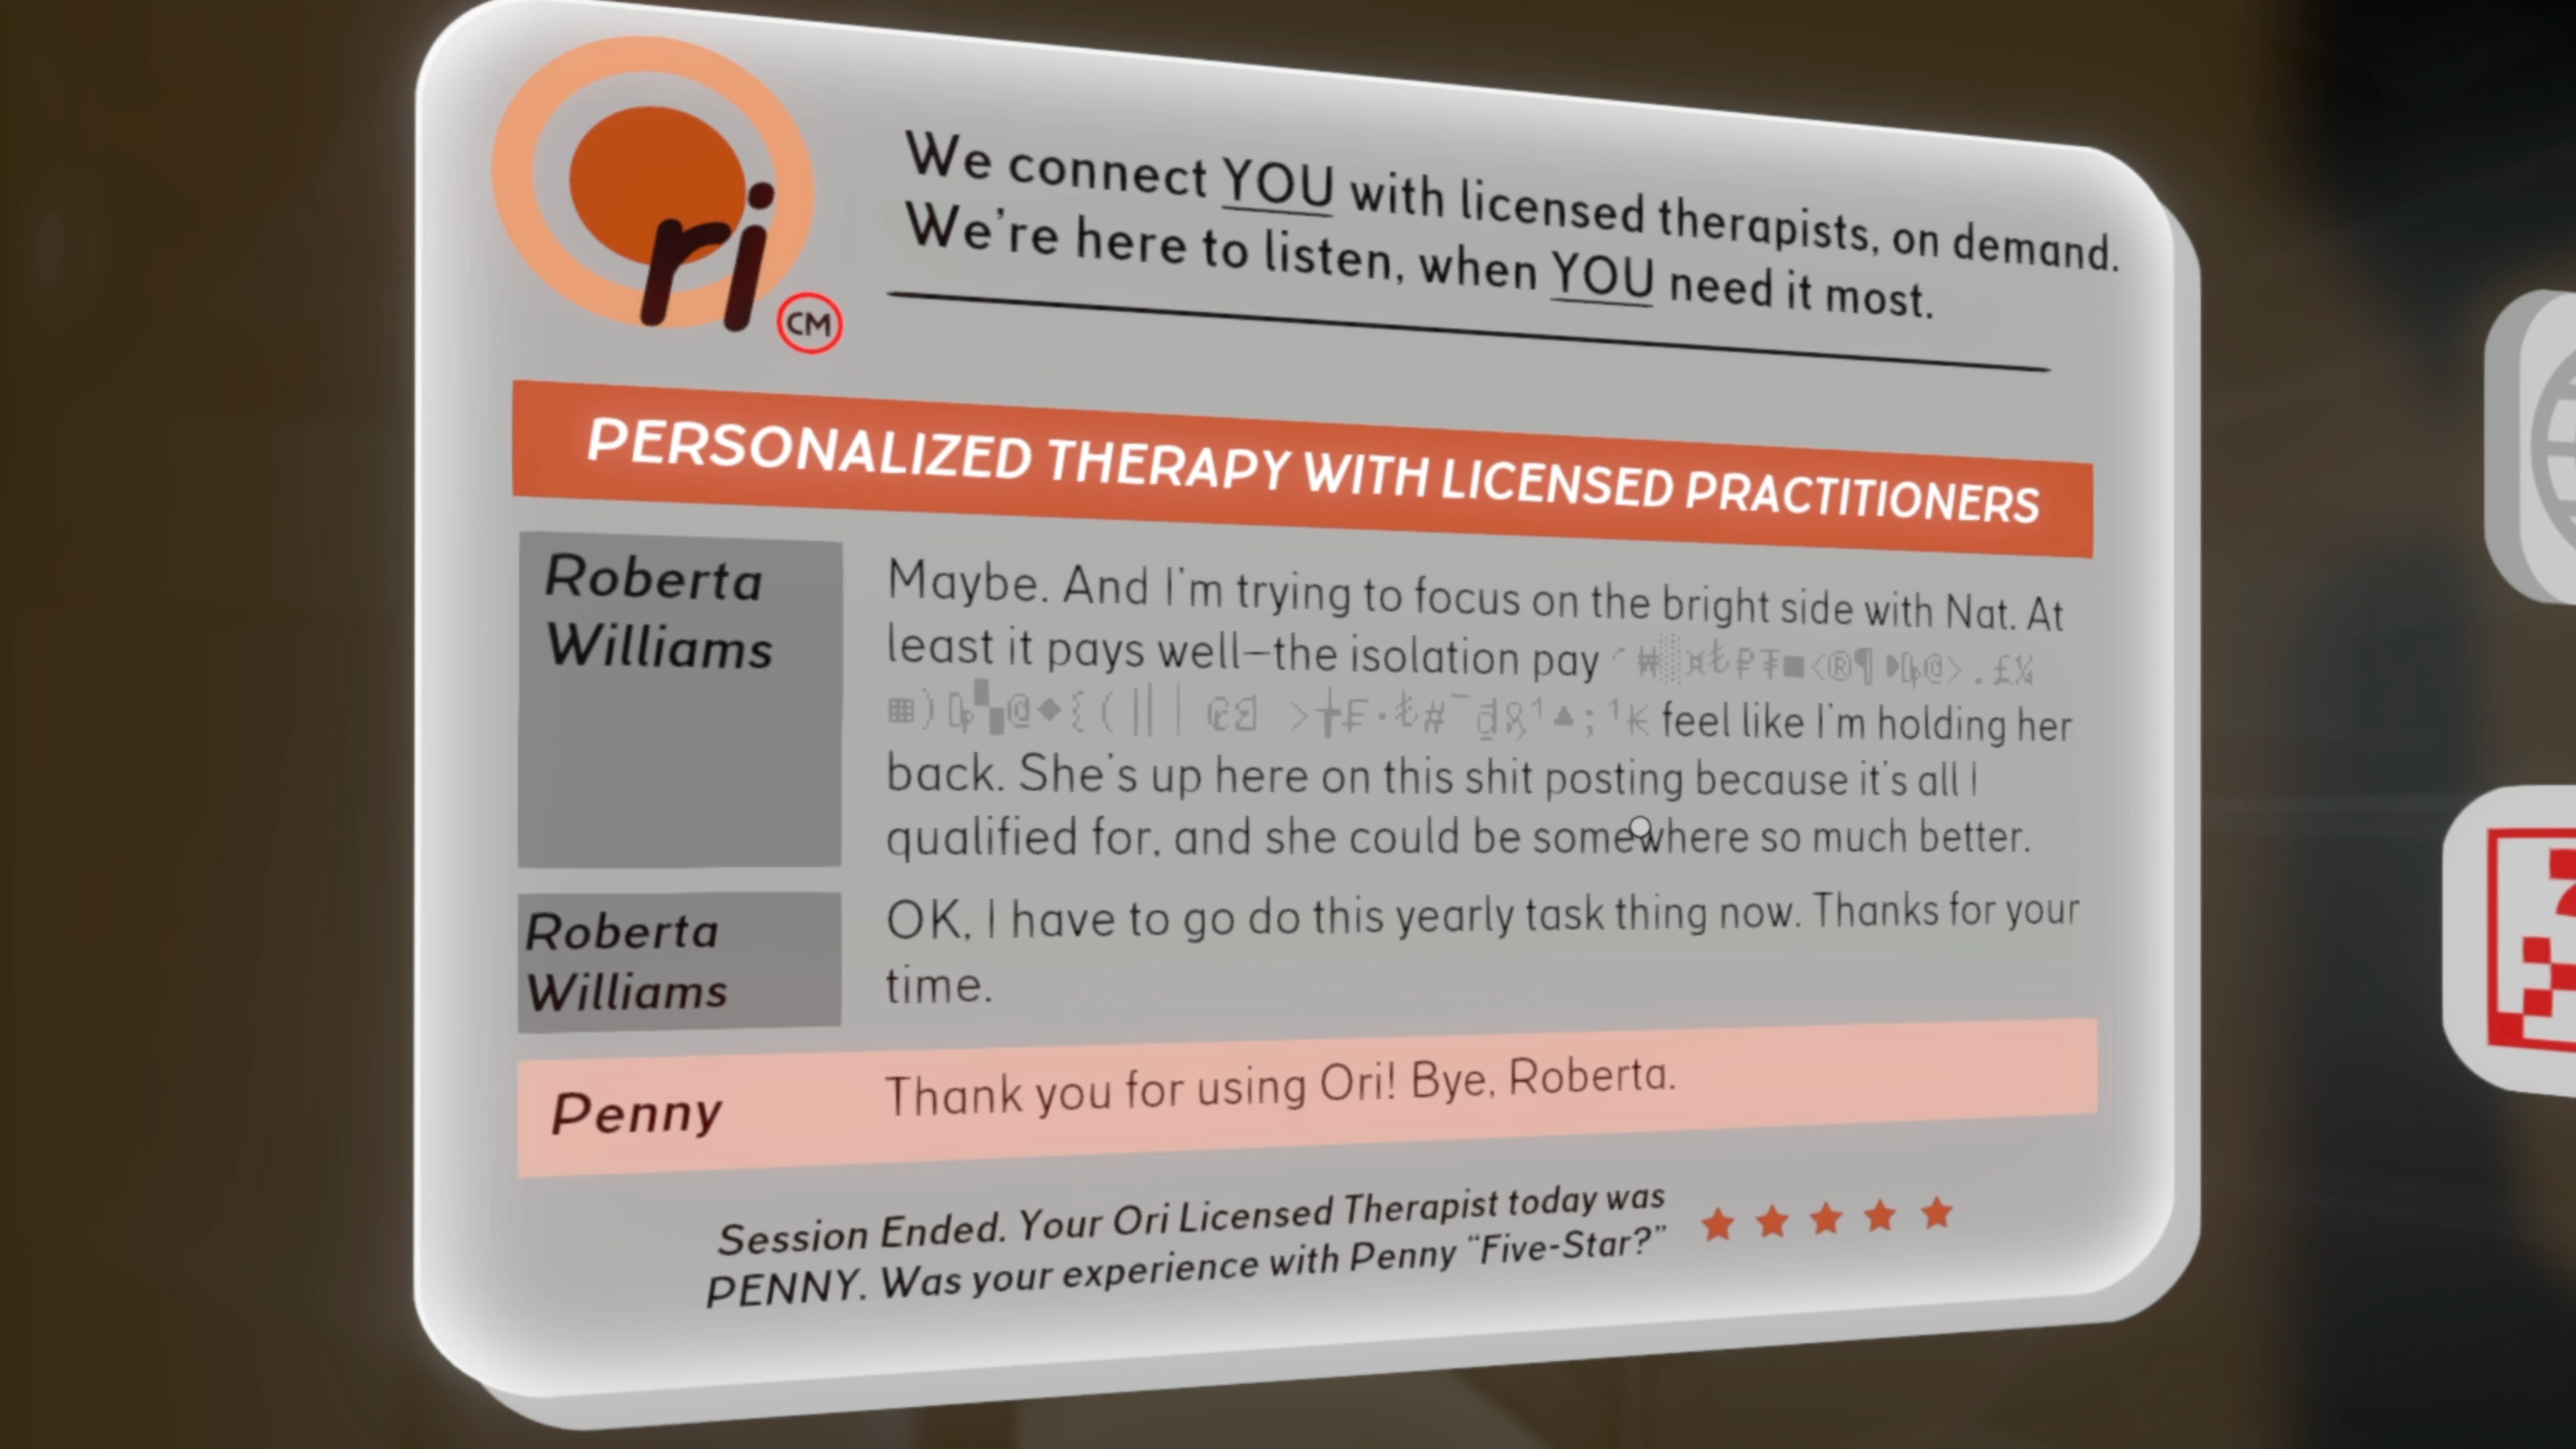 Ori
CM
We connect YOU with licensed therapists, on demand.
We're here to listen, when YOU need it most.
PERSONALIZED THERAPY WITH LICENSED PRACTITIONERS
Roberta
Williams
Maybe. And I'm trying to focus on the bright side with Nat. At
least it pays well—the isolation pay
feel like I'm holding her
back. She's up here on this shit posting because it's all I
qualified for, and she could be somewhere so much better.
Roberta
Williams
OK, I have to go do this yearly task thing now. Thanks for your
time.
Penny
Thank you for using Ori! Bye, Roberta.
Session Ended. Your Ori Licensed Therapist today was
PENNY. Was your experience with Penny “Five-Star?”